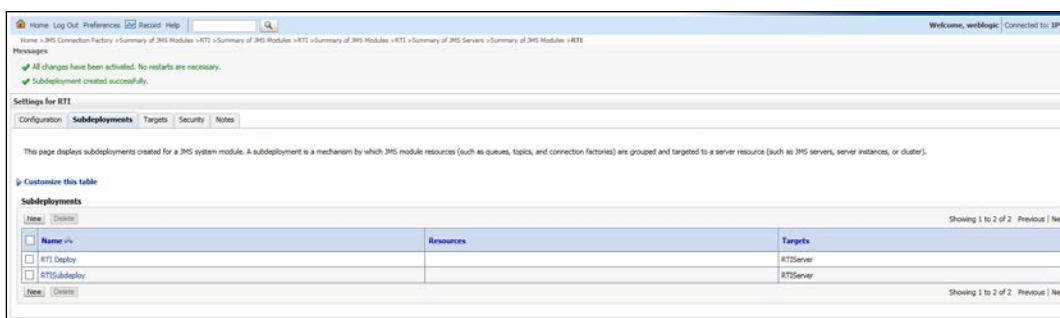 Home Log Out Preferences Record Help Welcome, weblogic Connected to: IP
Home >JMS Connection Factory >Summary of JMS Modules >RTI >Summary of JMS Modules >RTI >Summary of JMS Modules >RTI >Summary of JMS Servers >Summary of JMS Modules >RTI
Messages
All changes have been activated. No restarts are necessary.
Subdeployment created successfully.
Settings for RTI
Configuration Subdeployments Targets Security Notes
This page displays subdeployments created for a JMS system module. A subdeployment is a mechanism by which JMS module resources (such as queues, topics, and connection factories) are grouped and targeted to a server resource (such as JMS servers, server instances, or cluster).
Customize this table
Subdeployments
New Delete Showing 1 to 2 of 2 Previous | Ne
Name Resources Targets
RTI Deploy RTIServer
RTISubdeploy RTIServer
New Delete Showing 1 to 2 of 2 Previous | Ne